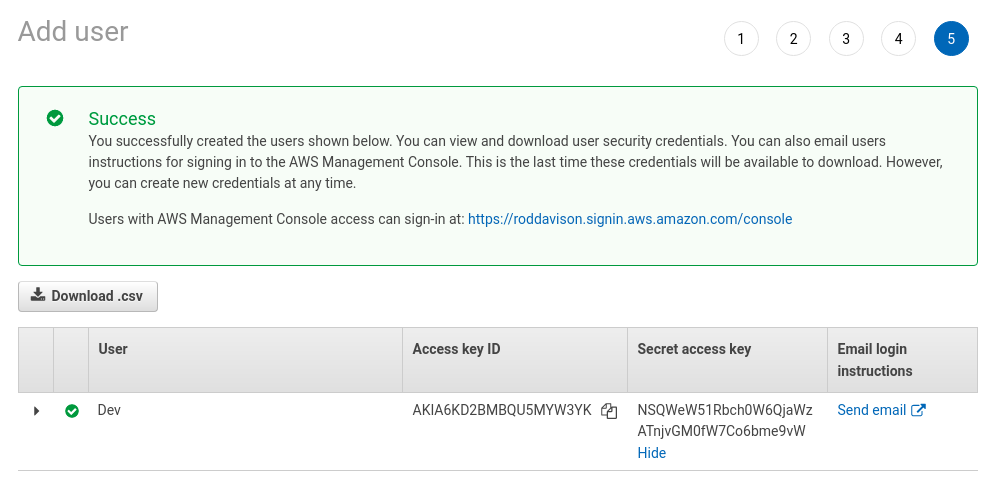 Add user
1 2 3 4 5
Success
You successfully created the users shown below. You can view and download user security credentials. You can also email users
instructions for signing in to the AWS Management Console. This is the last time these credentials will be available to download. However,
you can create new credentials at any time.
Users with AWS Management Console access can sign-in at: https://roddavison.signin.aws.amazon.com/console
Download .csv
User Access key ID Secret access key Email login
instructions
Dev AKIA6KD2BMBQU5MYW3YK NSQWeW51Rbch0W6QjaWz Send email
ATnjvGM0fW7Co6bme9vW
Hide